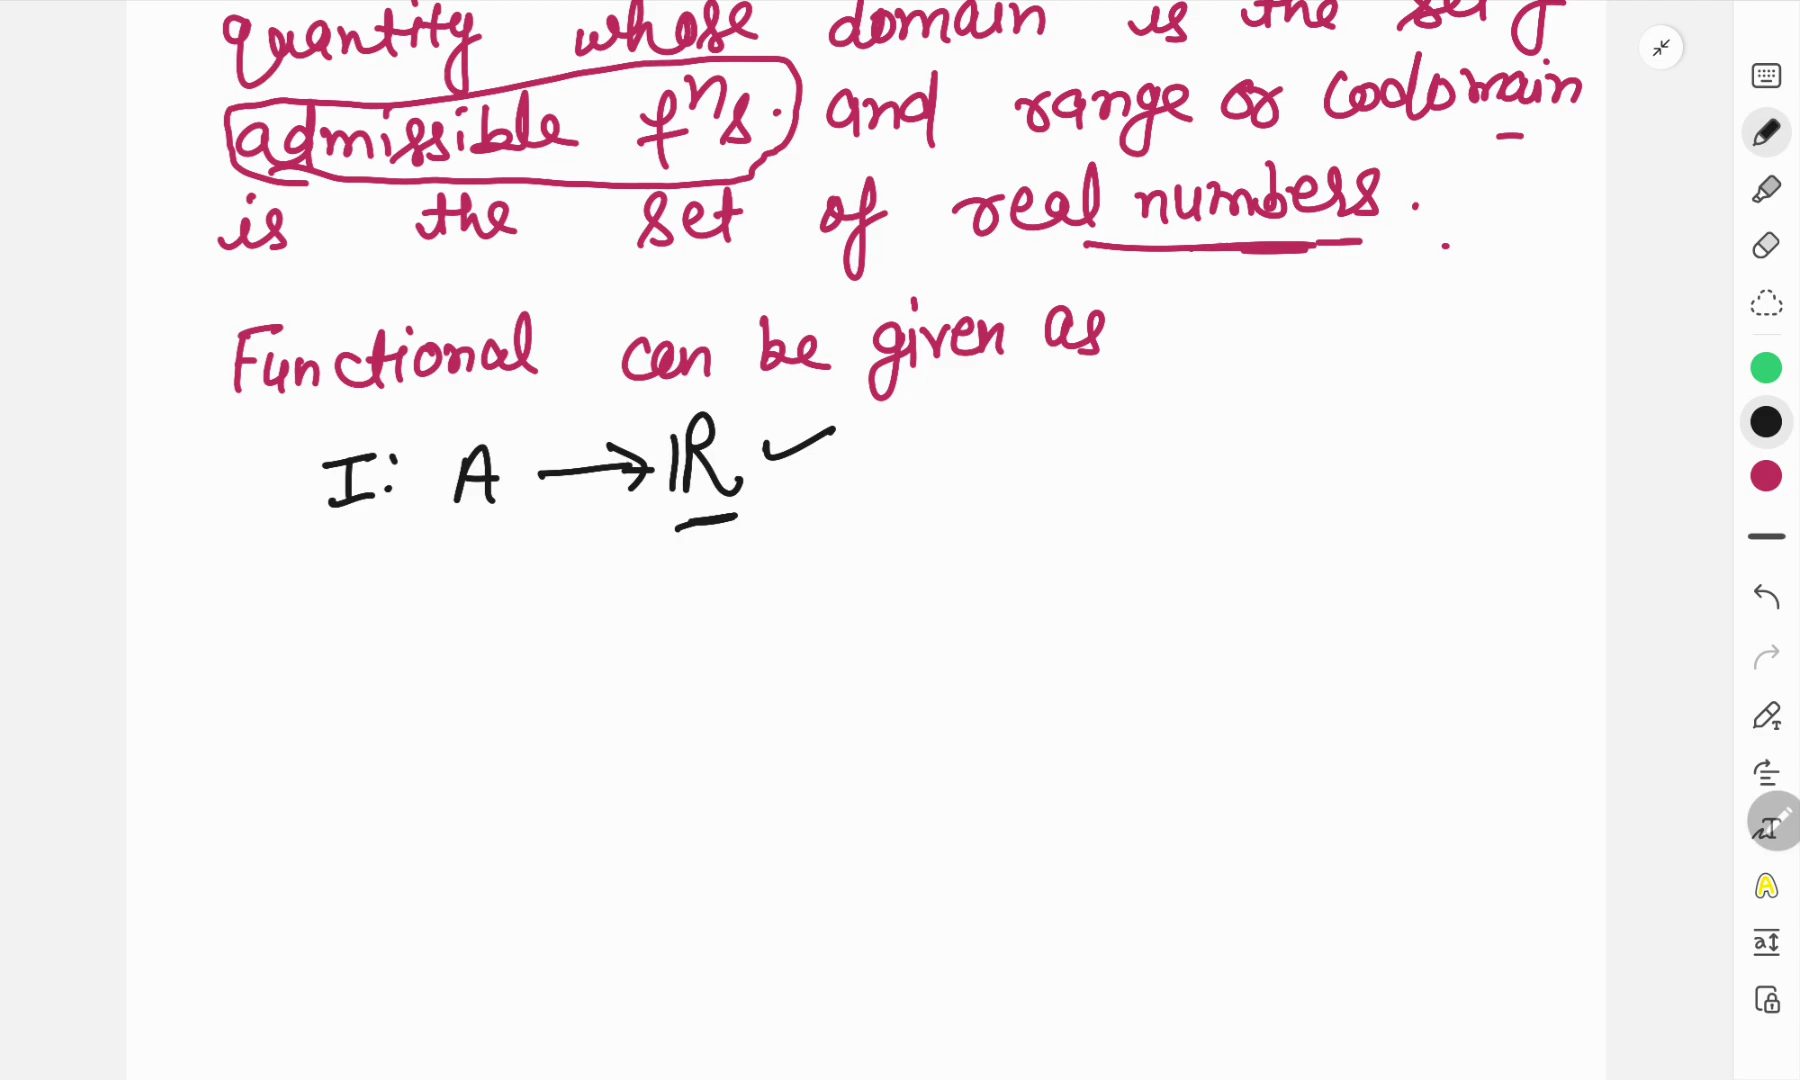 quantity whose domain is the set of
admissible fⁿs. and range or codomain
is the set of real numbers.
Functional can be given as
I: A → ℝ ✓